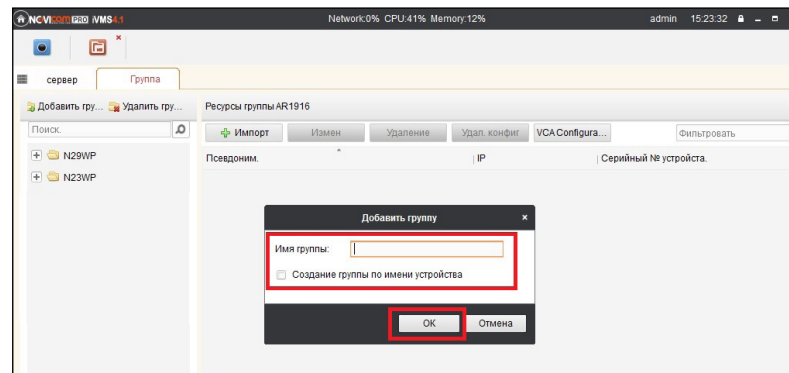 NOVICOM PRO iVMS4.1 Network:0% CPU:41% Memory:12% admin 15:23:32
сервер Группа
Добавить гру... Удалить гру... Ресурсы группы AR1916
Поиск. Импорт Измен Удаление Удал. конфиг VCA Configura... Фильтровать
N29WP Псевдоним. IP Серийный № устройства.
N23WP
Добавить группу ×
Имя группы:
Создание группы по имени устройства
OK Отмена